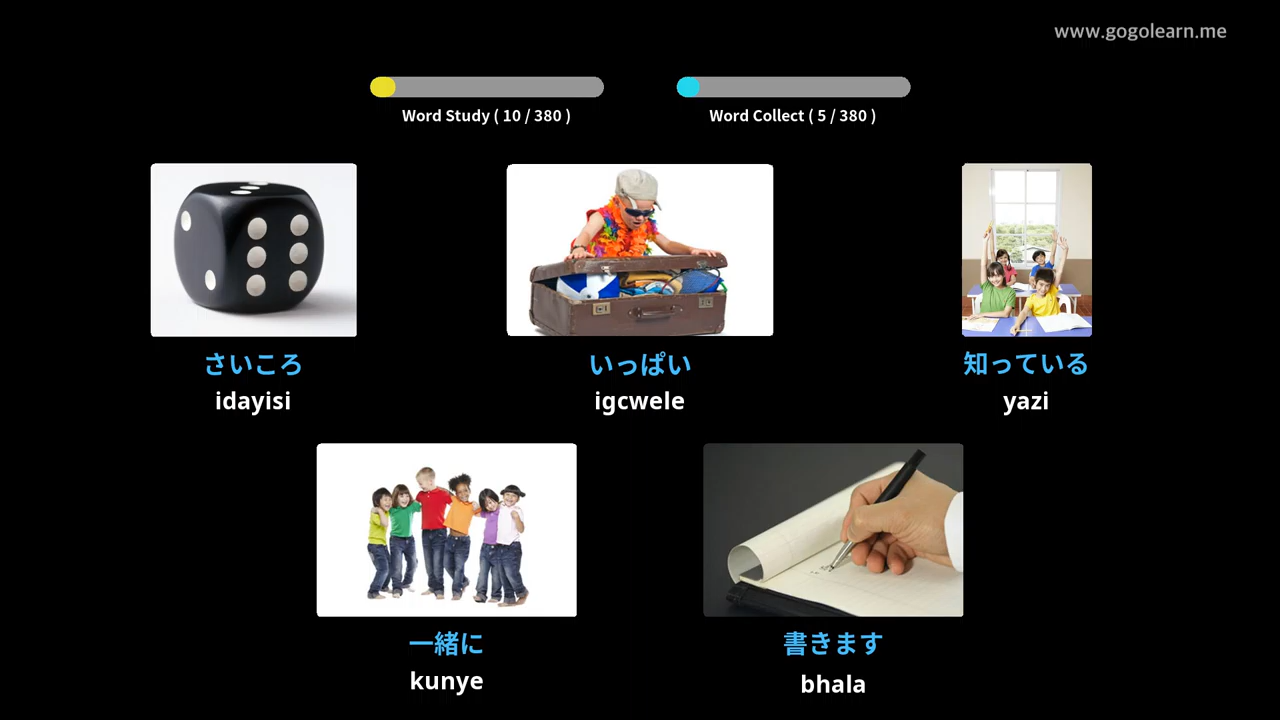 www.gogolearn.me
Word Study ( 10 / 380 )
Word Collect ( 5 / 380 )
さいころ
idayisi
いっぱい
igcwele
知っている
yazi
一緒に
kunye
書きます
bhala